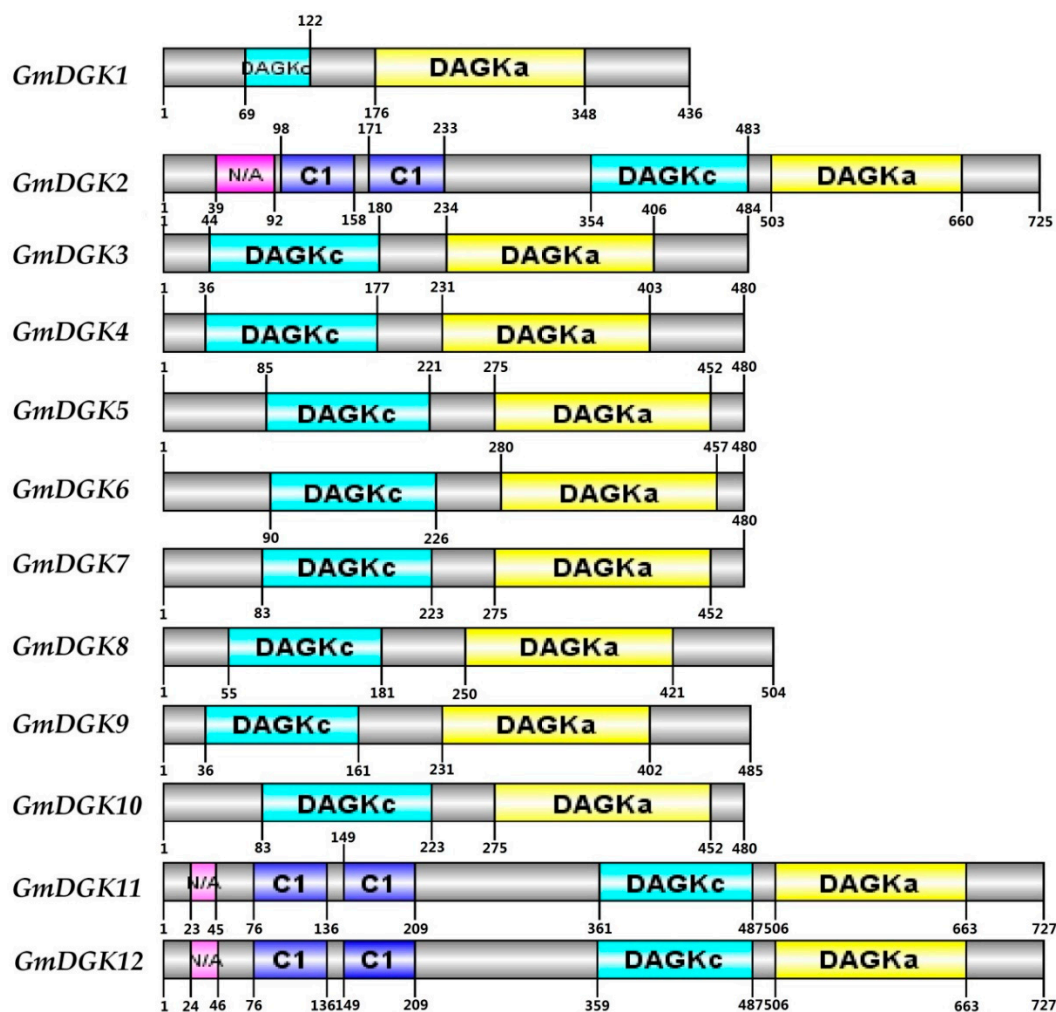 122
GmDGK1 DAGKc DAGKa
1 69 176 348 436
98 171 233 483
GmDGK2 N/A C1 C1 DAGKc DAGKa
1 39 92 158 354 503 660 725
1 44 180 234 406 484
GmDGK3 DAGKc DAGKa
1 36 177 231 403 480
GmDGK4 DAGKc DAGKa
1 85 221 275 452 480
GmDGK5 DAGKc DAGKa
1 280 457 480
GmDGK6 DAGKc DAGKa
90 226 480
GmDGK7 DAGKc DAGKa
1 83 223 275 452
GmDGK8 DAGKc DAGKa
1 55 181 250 421 504
GmDGK9 DAGKc DAGKa
1 36 161 231 402 485
GmDGK10 DAGKc DAGKa
1 83 223 275 452 480
149
GmDGK11 N/A C1 C1 DAGKc DAGKa
1 23 45 76 136 209 361 487 506 663 727
GmDGK12 N/A C1 C1 DAGKc DAGKa
1 24 46 76 136 149 209 359 487 506 663 727